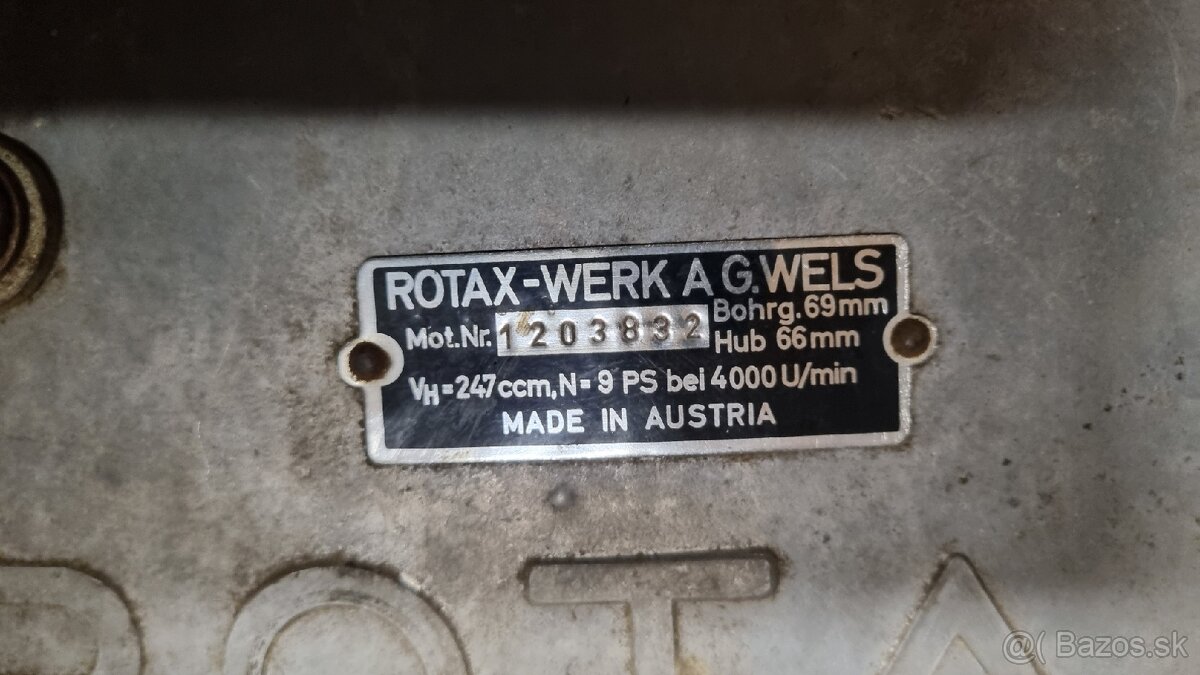 ROTAX-WERK A G. WELS
Mot.Nr. 1203832
Bohrg. 69mm
Hub 66mm
VH=247ccm, N=9 PS bei 4000 U/min
MADE IN AUSTRIA
ROTA
@( Bazos.sk